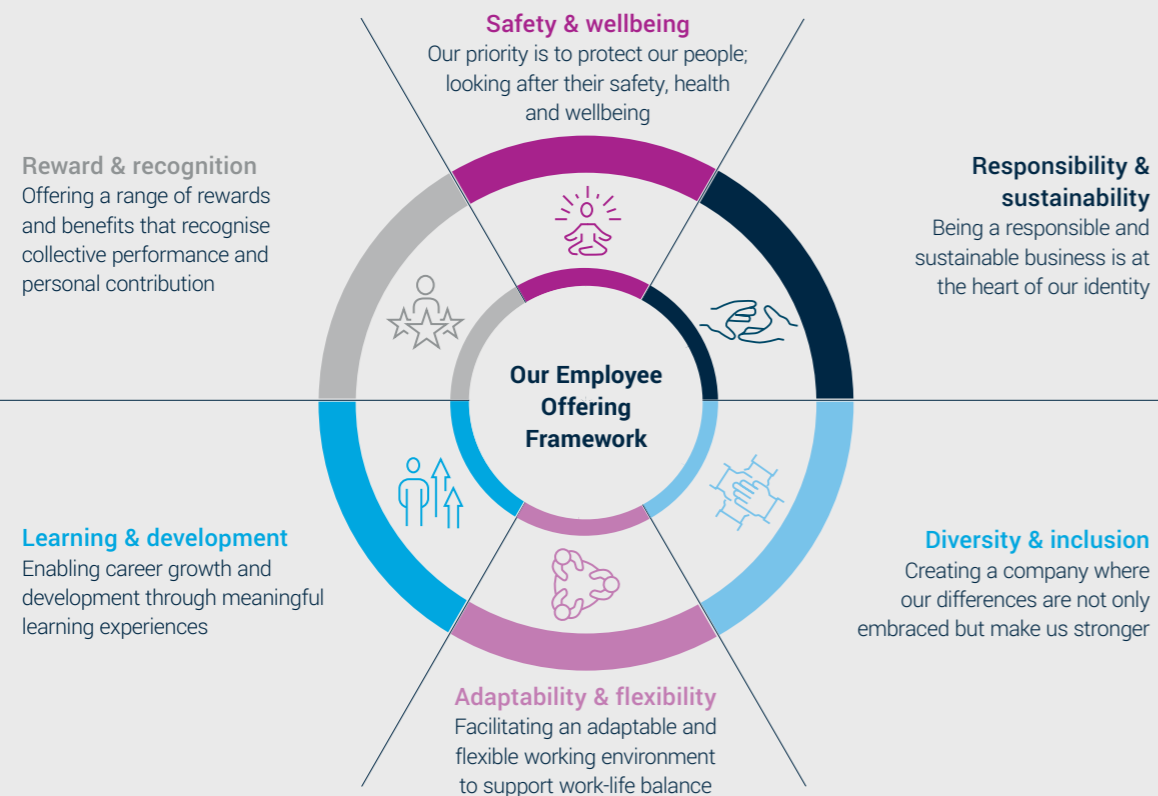 Safety & wellbeing
Our priority is to protect our people;
looking after their safety, health
and wellbeing
Reward & recognition
Offering a range of rewards
and benefits that recognise
collective performance and
personal contribution
Responsibility &
sustainability
Being a responsible and
sustainable business is at
the heart of our identity
Our Employee
Offering
Framework
Learning & development
Enabling career growth and
development through meaningful
learning experiences
Diversity & inclusion
Creating a company where
our differences are not only
embraced but make us stronger
Adaptability & flexibility
Facilitating an adaptable and
flexible working environment
to support work-life balance